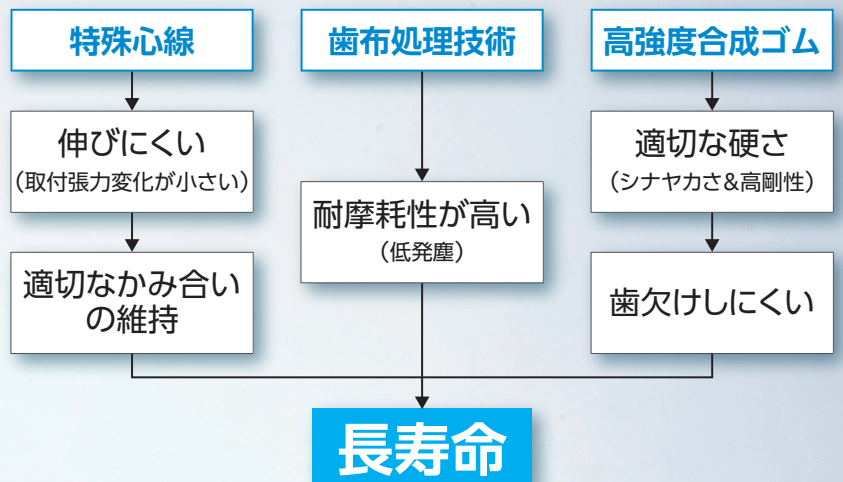 特殊心線
歯布処理技術
高強度合成ゴム
伸びにくい
（取付張力変化が小さい）
適切なかみ合い
の維持
耐摩耗性が高い
（低発塵）
適切な硬さ
（シナヤカさ&高剛性）
歯欠けしにくい
長寿命